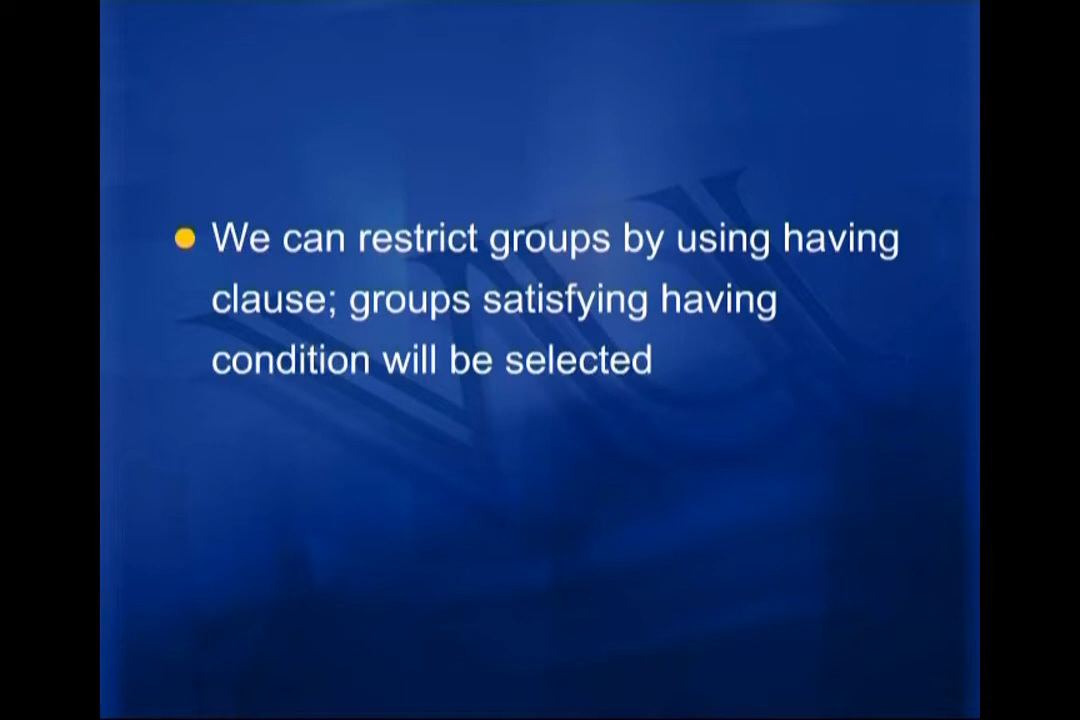 We can restrict groups by using having
clause; groups satisfying having
condition will be selected